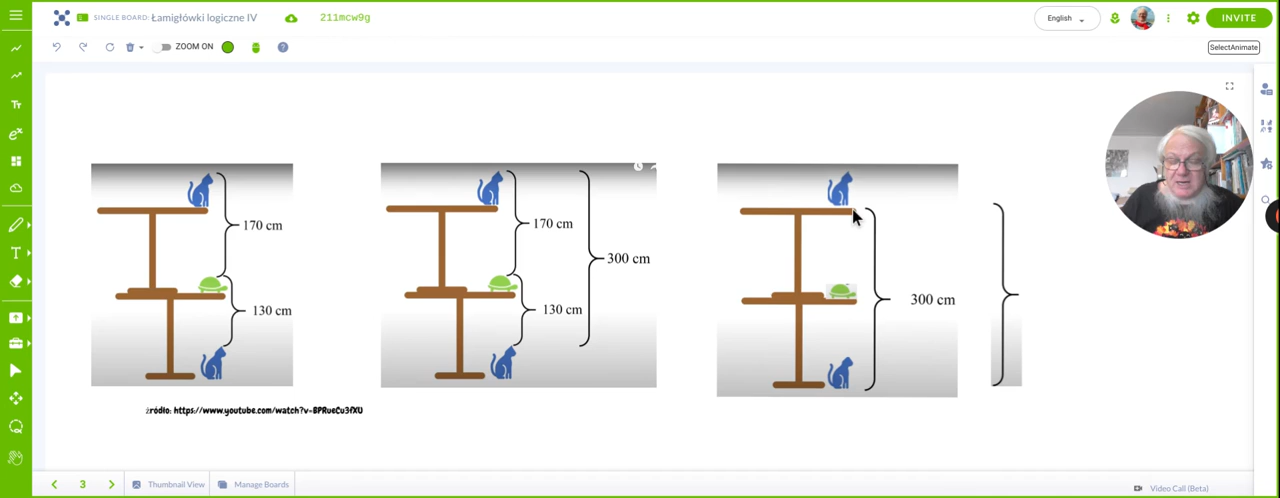 SINGLE BOARD: Łamigłówki logiczne IV
211mcw9g
English
INVITE
ZOOM ON
SelectAnimate
170 cm
130 cm
170 cm
300 cm
130 cm
300 cm
źródło: https://www.youtube.com/watch?v=BPRueCu3fXU
3
Thumbnail View
Manage Boards
Video Call (Beta)